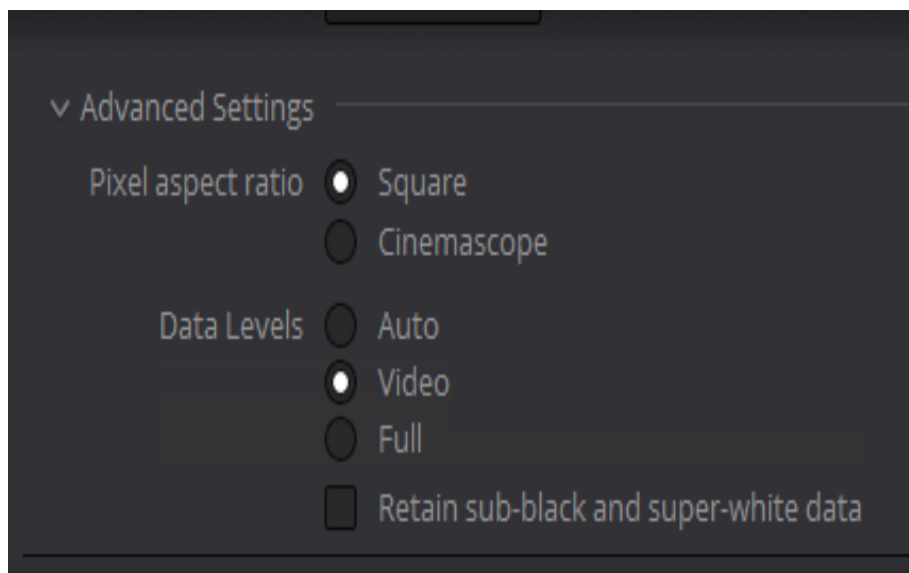 Advanced Settings
Pixel aspect ratio Square
Cinemascope
Data Levels Auto
Video
Full
Retain sub-black and super-white data